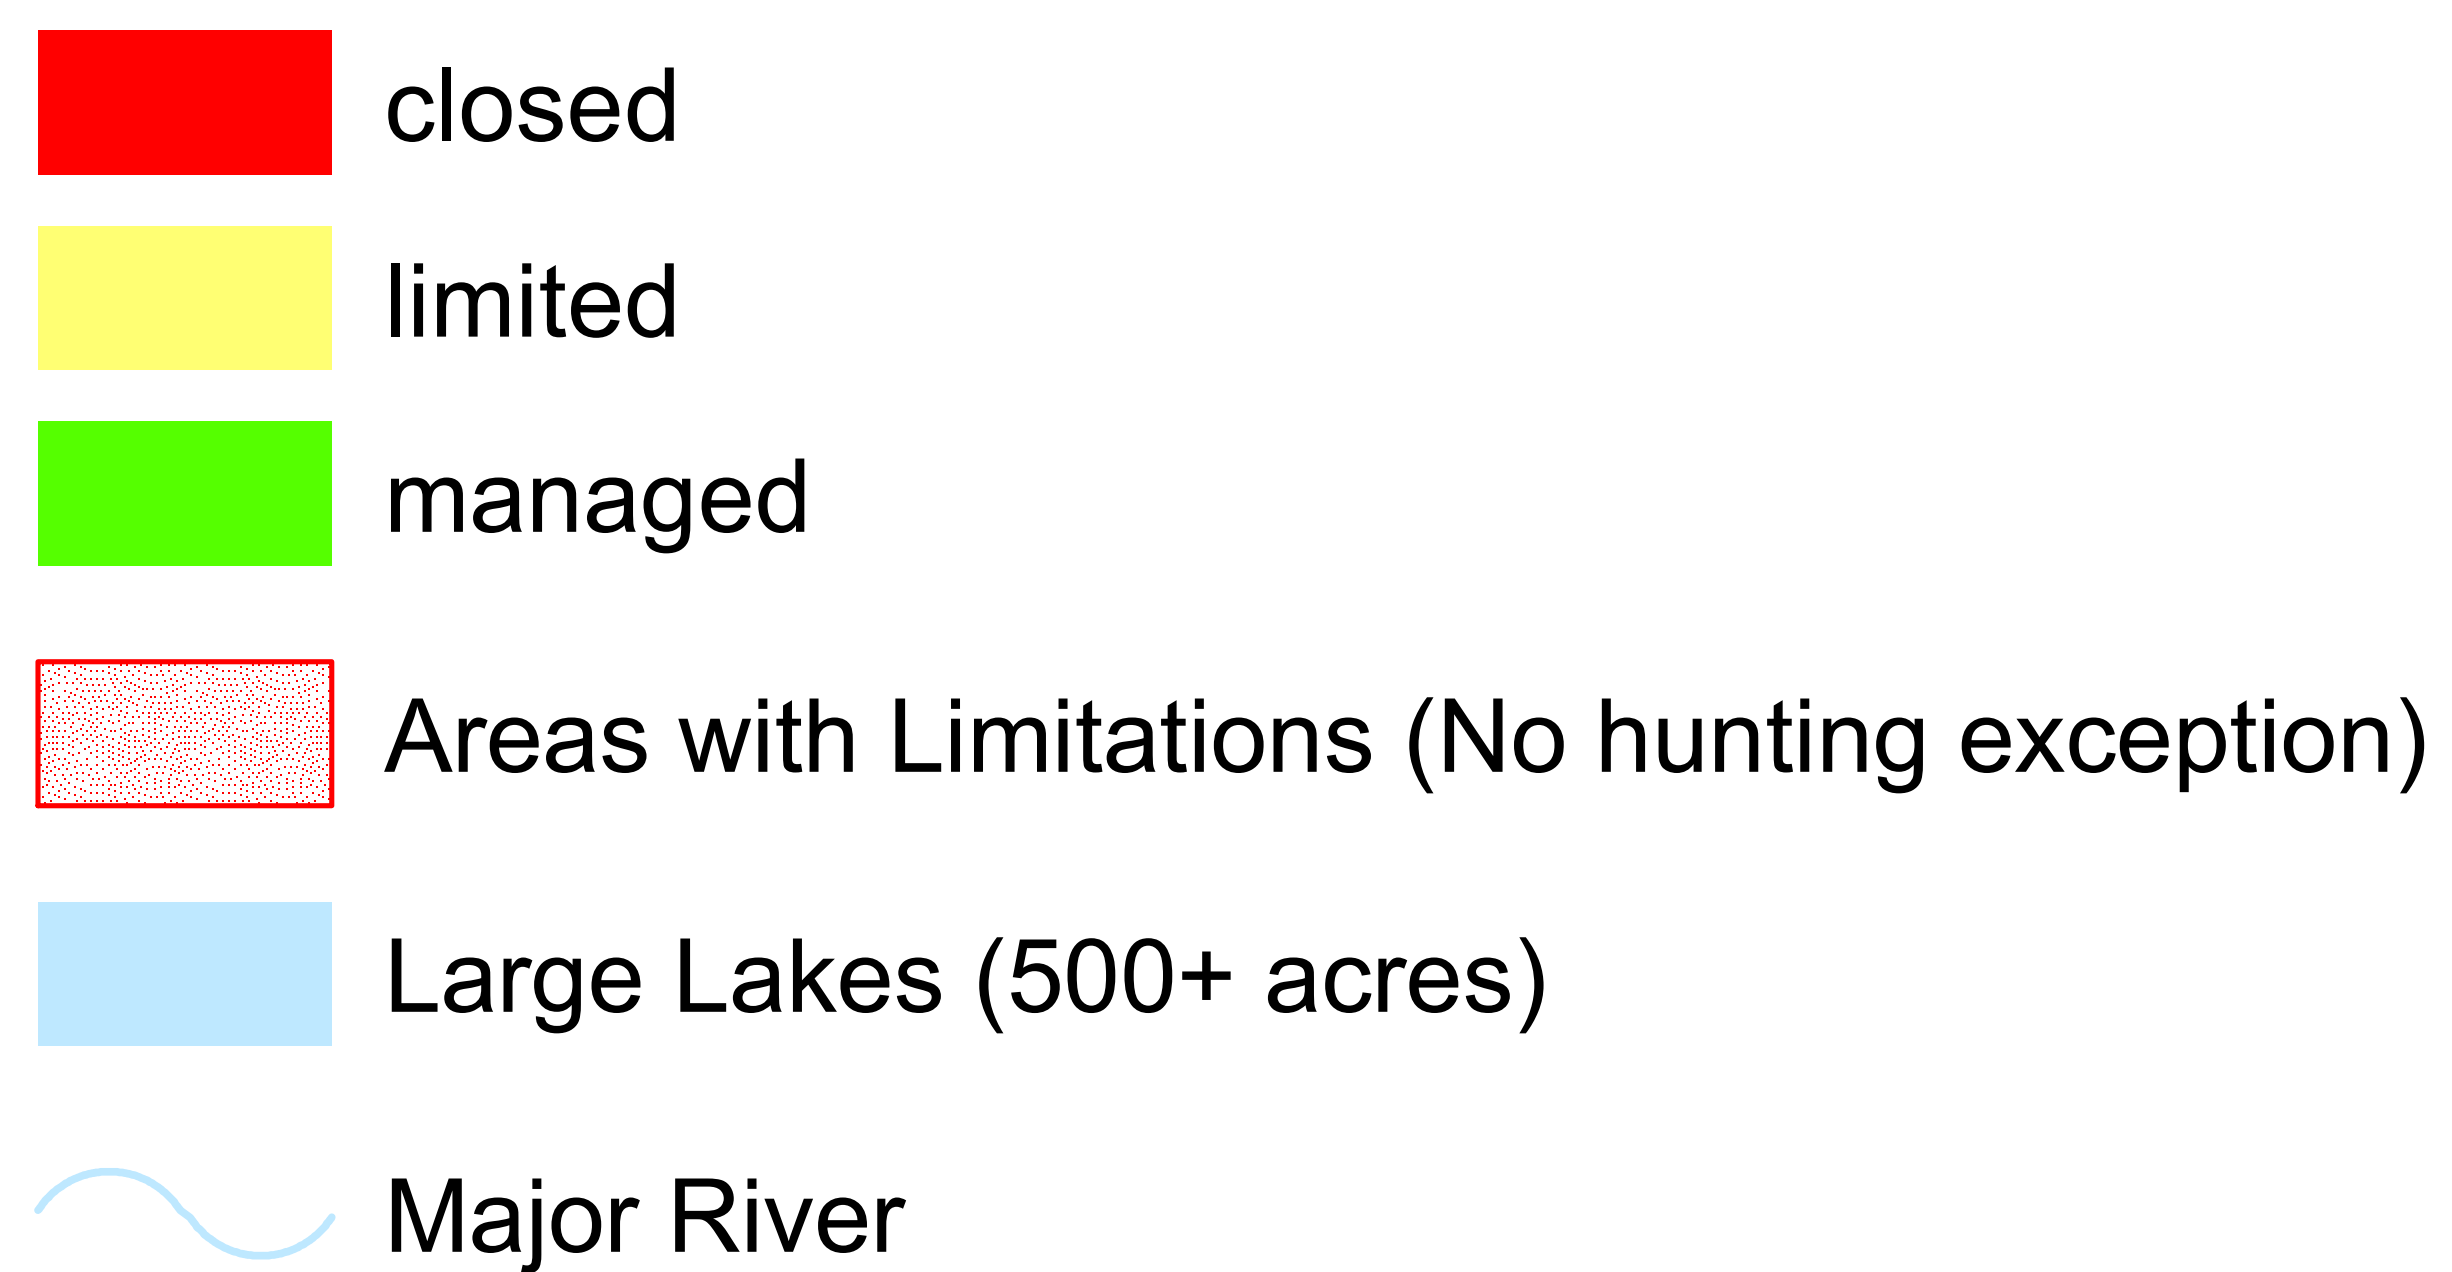 closed
limited
managed
Areas with Limitations (No hunting exception)
Large Lakes (500+ acres)
Major River